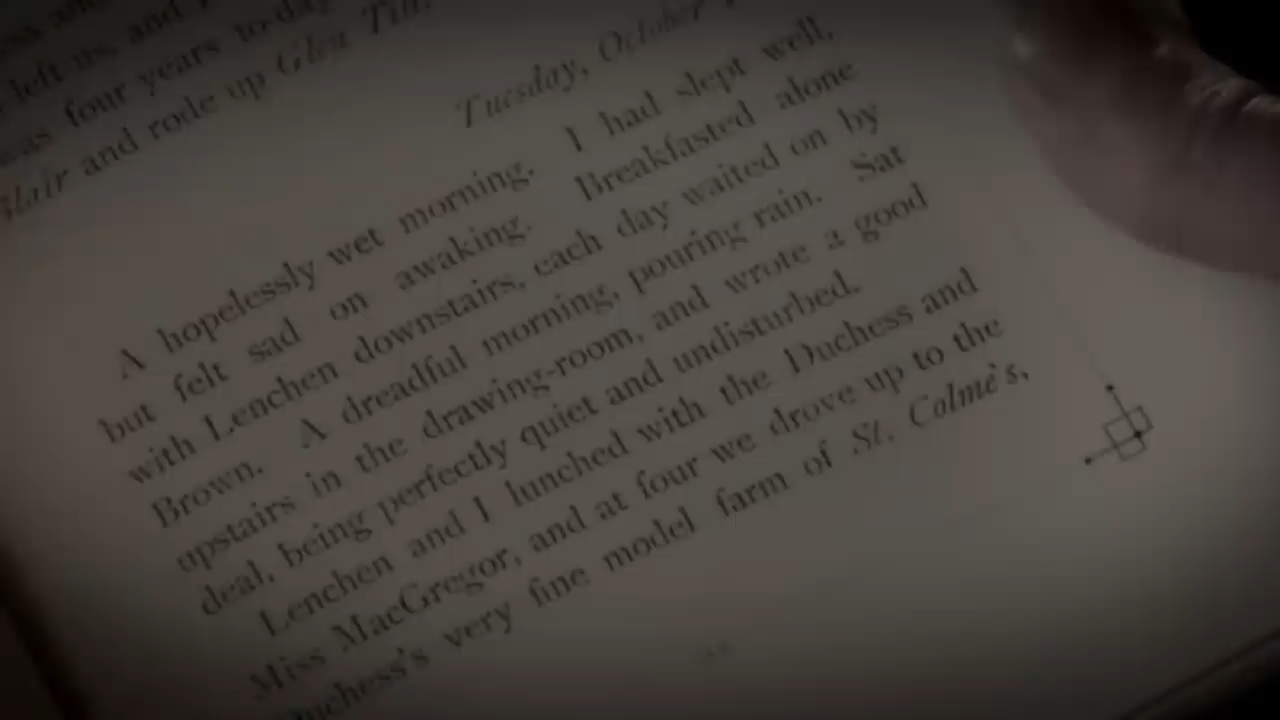 left us, and
was four years to-day
Blair and rode up Glen Tilt.
Tuesday, October
A hopelessly wet morning. I had slept well,
but felt sad on awaking. Breakfasted alone
with Lenchen downstairs, each day waited on by
Brown. A dreadful morning, pouring rain. Sat
upstairs in the drawing-room, and wrote a good
deal, being perfectly quiet and undisturbed.
Lenchen and I lunched with the Duchess and
Miss MacGregor, and at four we drove up to the
Duchess's very fine model farm of St. Colme's,